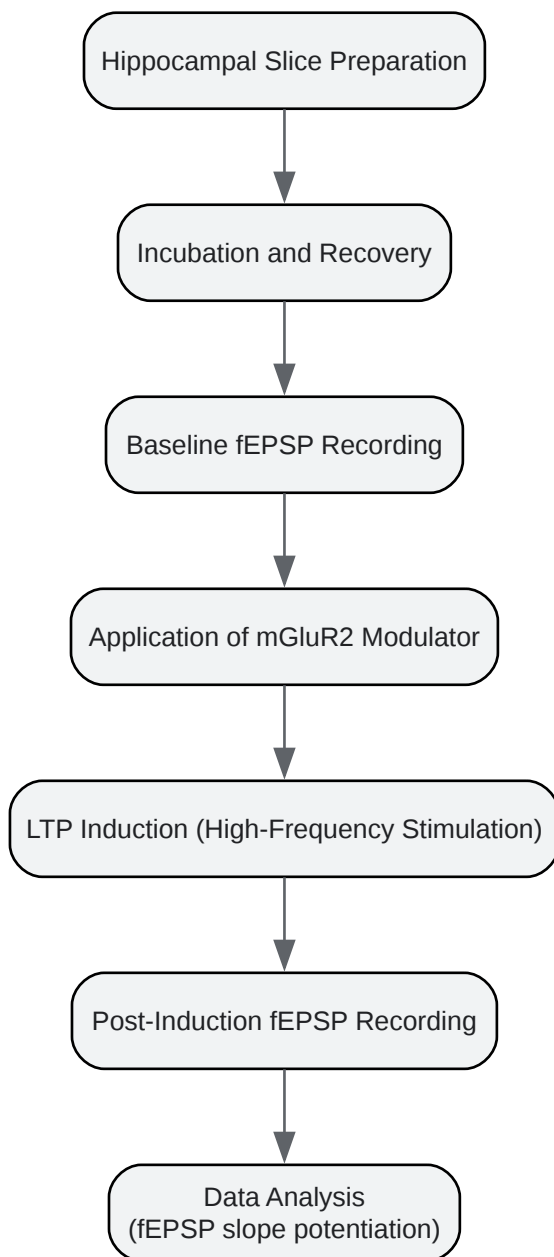 Hippocampal Slice Preparation
Incubation and Recovery
Baseline fEPSP Recording
Application of mGluR2 Modulator
LTP Induction (High-Frequency Stimulation)
Post-Induction fEPSP Recording
Data Analysis
(fEPSP slope potentiation)